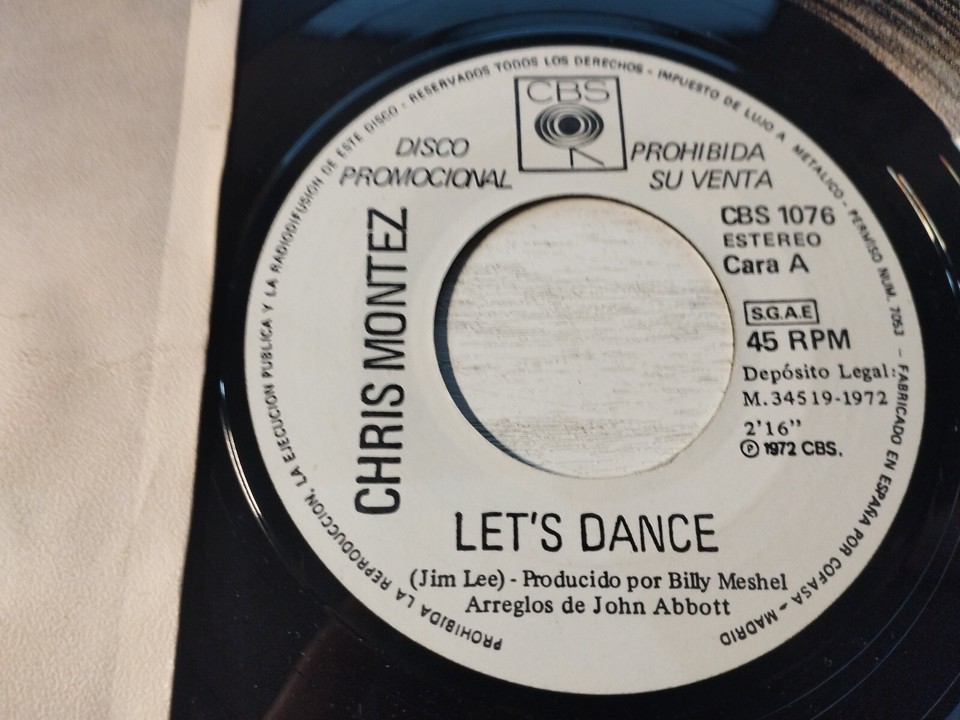 CBS
DISCO
PROMOCIONAL
PROHIBIDA
SU VENTA
CHRIS MONTEZ
CBS 1076
ESTEREO
Cara A
S.G.A.E
45 RPM
Depósito Legal:
M.34519-1972
2'16"
Ⓟ 1972 CBS.
LET'S DANCE
(Jim Lee) - Producido por Billy Meshel
Arreglos de John Abbott
PROHIBIDA LA REPRODUCCION, LA EJECUCION PUBLICA Y LA RADIODIFUSION DE ESTE DISCO - RESERVADOS TODOS LOS DERECHOS - IMPUESTO DE LUJO A METALICO - PERMISO NUM. 7053 - FABRICADO EN ESPAÑA POR COFASA - MADRID